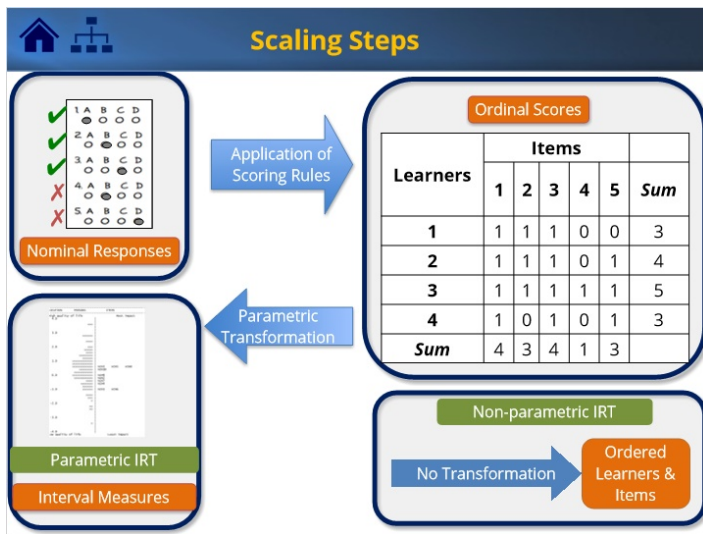 Scaling Steps
1. A B C D
2. A B C D
3. A B C D
4. A B C D
5. A B C D
Nominal Responses
Application of
Scoring Rules
Ordinal Scores
Learners Items
1 2 3 4 5 Sum
1 1 1 1 0 0 3
2 1 1 1 0 1 4
3 1 1 1 1 1 5
4 1 0 1 0 1 3
Sum 4 3 4 1 3
Parametric
Transformation
Parametric IRT
Interval Measures
Non-parametric IRT
No Transformation
Ordered
Learners &
Items